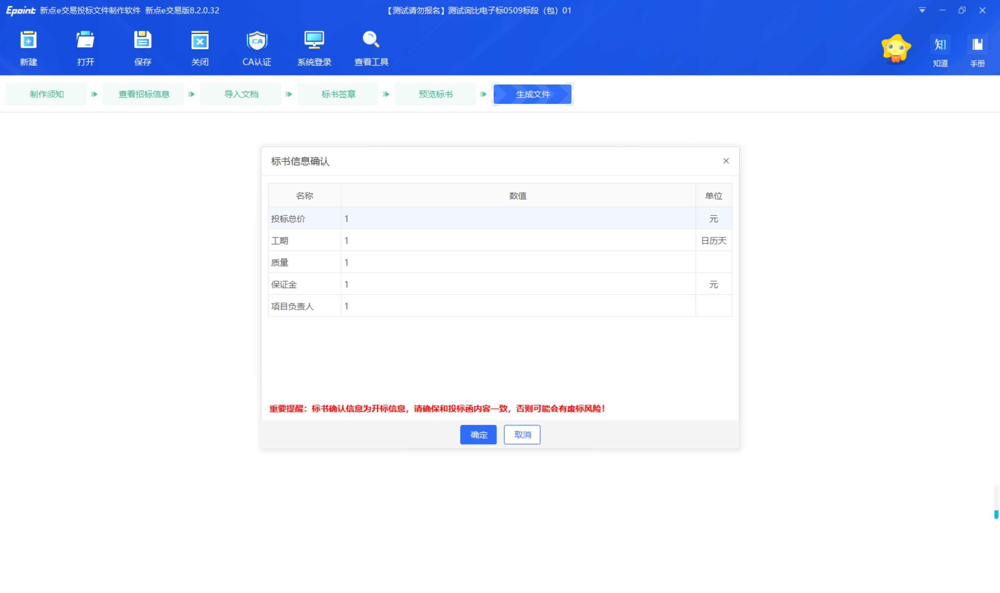 Epoint 新点e交易投标文件制作软件 新点e交易版8.2.0.32
【测试请勿报名】测试询比电子标0509标段（包）01
新建 打开 保存 关闭 CA认证 系统登录 查看工具
知道 手册
制作须知 查看招标信息 导入文档 标书签章 预览标书 生成文件
标书信息确认
名称 数值 单位
投标总价 1 元
工期 1 日历天
质量 1
保证金 1 元
项目负责人 1
重要提醒：标书确认信息为开标信息，请确保和投标函内容一致，否则可能会有废标风险！
确定 取消